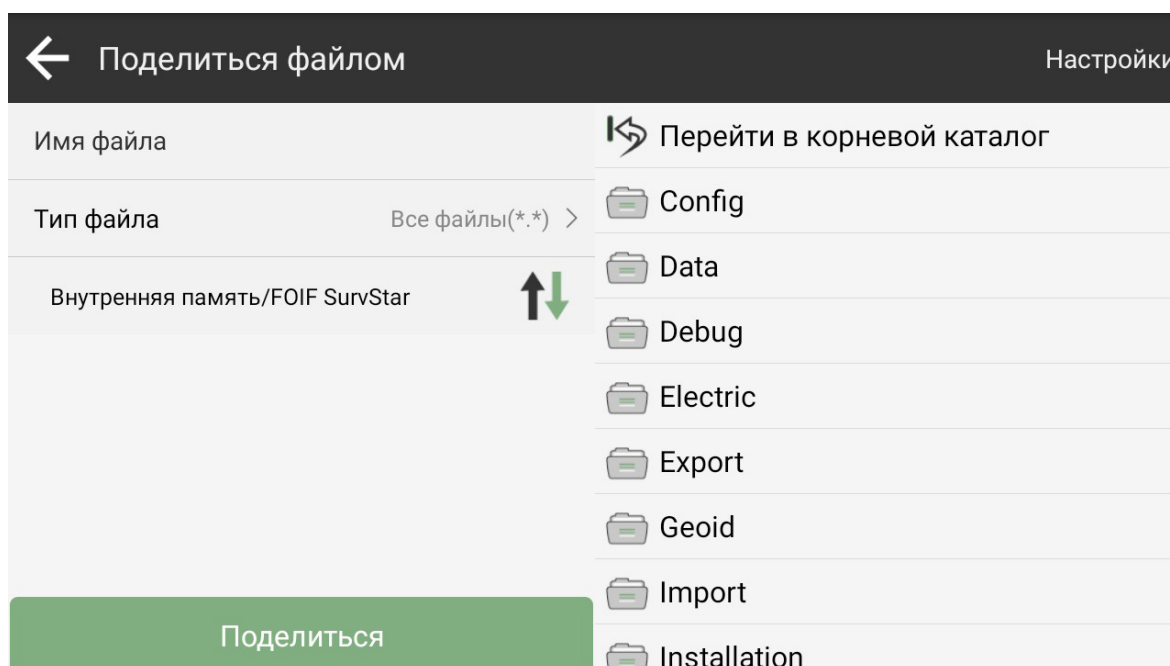 Поделиться файлом
Настройки
Имя файла
Тип файла
Все файлы(*.*)
Внутренняя память/FOIF SurvStar
Поделиться
Перейти в корневой каталог
Config
Data
Debug
Electric
Export
Geoid
Import
Installation